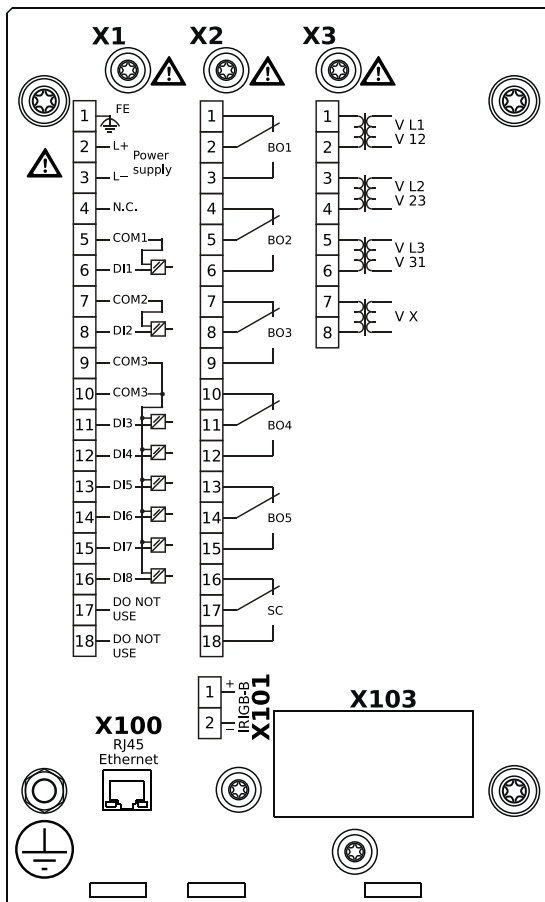 X1
X2
X3
1 FE
2 L+
Power
supply
3 L−
4 N.C.
5 COM1
6 DI1
7 COM2
8 DI2
9 COM3
10 COM3
11 DI3
12 DI4
13 DI5
14 DI6
15 DI7
16 DI8
17 DO NOT
USE
18 DO NOT
USE
1
2 BO1
3
4
5 BO2
6
7
8 BO3
9
10
11 BO4
12
13
14 BO5
15
16
17 SC
18
1 V L1
2 V 12
3 V L2
4 V 23
5 V L3
6 V 31
7 V X
8
1 +
2 −
IRIGB-B
X101
X100
RJ45
Ethernet
X103